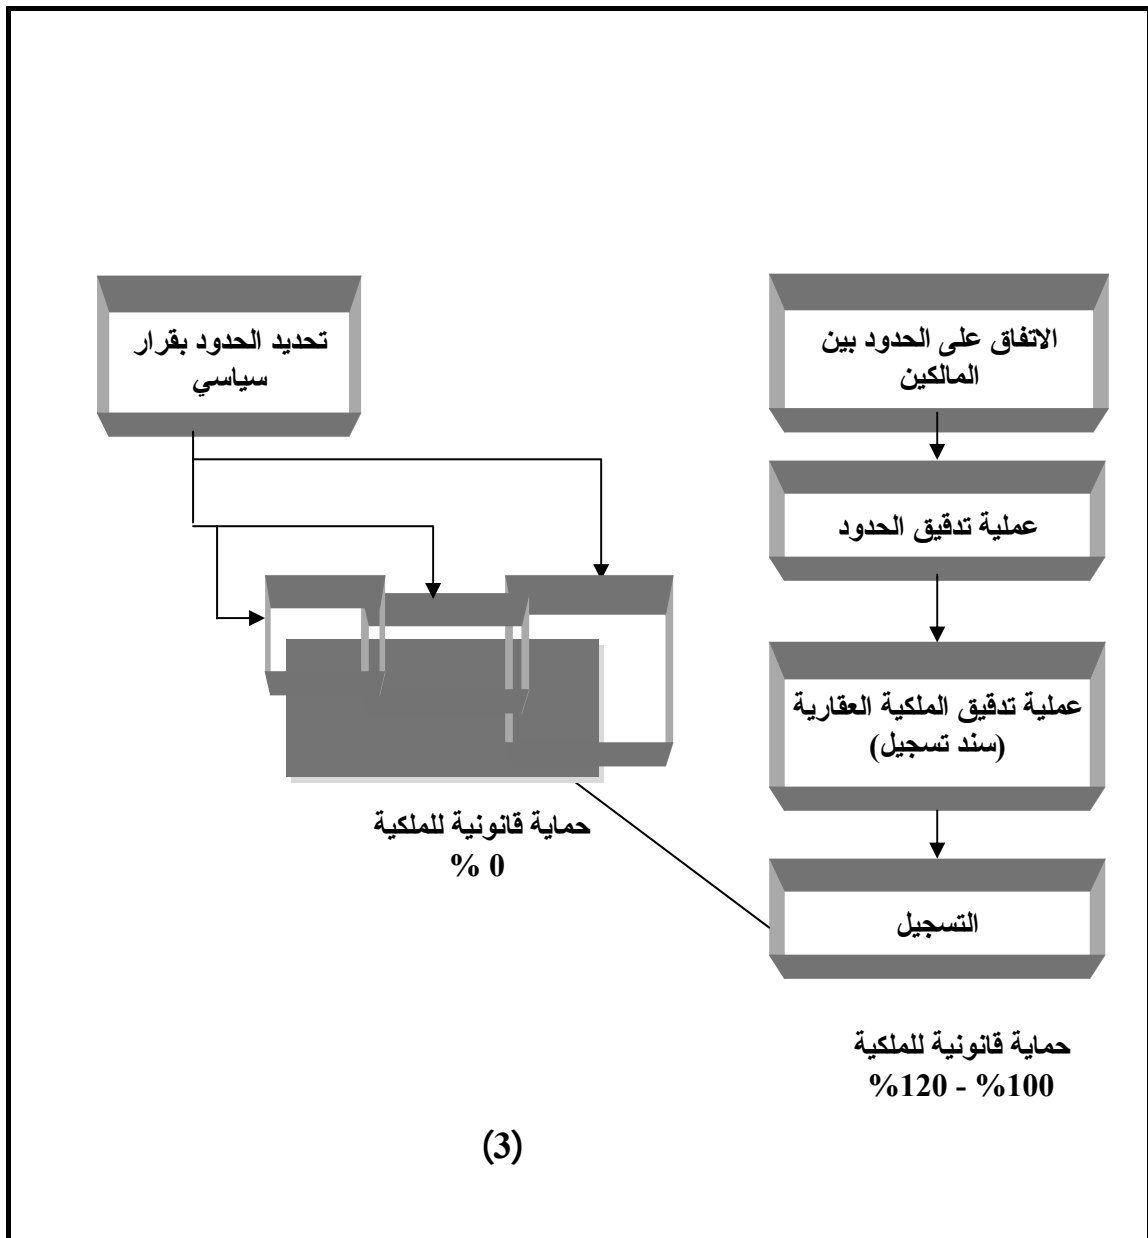 الاتفاق على الحدود بين
المالكين
عملية تدقيق الحدود
عملية تدقيق الملكية العقارية
(سند تسجيل)
التسجيل
حماية قانونية للملكية
%120 - %100
تحديد الحدود بقرار
سياسي
حماية قانونية للملكية
% 0
(3)